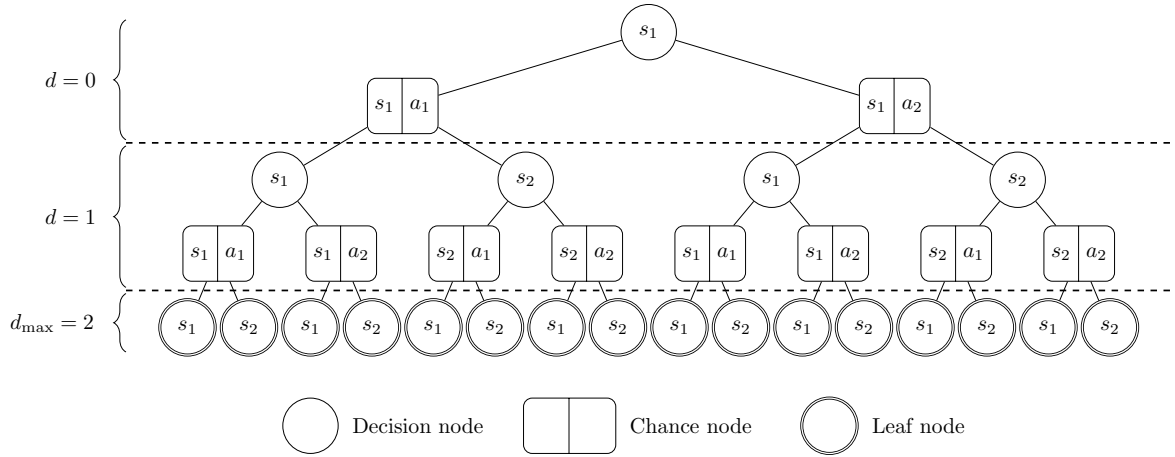 s₁
d = 0
s₁ a₁ s₁ a₂
s₁ s₂ s₁ s₂
d = 1
s₁ a₁ s₁ a₂ s₂ a₁ s₂ a₂ s₁ a₁ s₁ a₂ s₂ a₁ s₂ a₂
d_max = 2 s₁ s₂ s₁ s₂ s₁ s₂ s₁ s₂ s₁ s₂ s₁ s₂ s₁ s₂ s₁ s₂
Decision node Chance node Leaf node